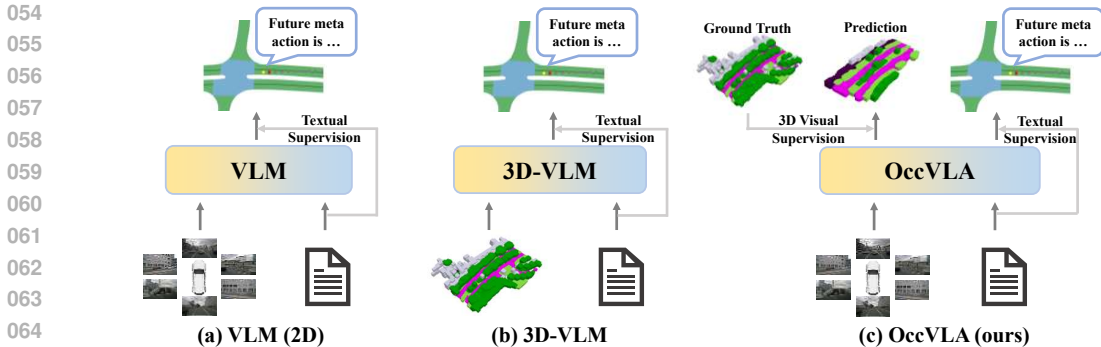 054
055
056
057
058
059
060
061
062
063
064
Future meta
action is ...
Textual
Supervision
VLM
(a) VLM (2D)
Future meta
action is ...
Textual
Supervision
3D-VLM
(b) 3D-VLM
Ground Truth
Prediction
Future meta
action is ...
3D Visual
Supervision
Textual
Supervision
OccVLA
(c) OccVLA (ours)